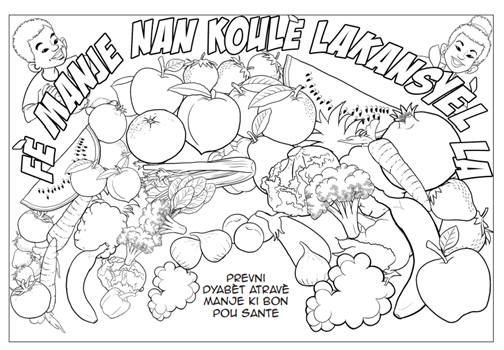 FÈ MANJE NAN KOULÈ LAKANSYÈL LA
PREVNI
DYABÈT ATRAVÈ
MANJE KI BON
POU SANTE